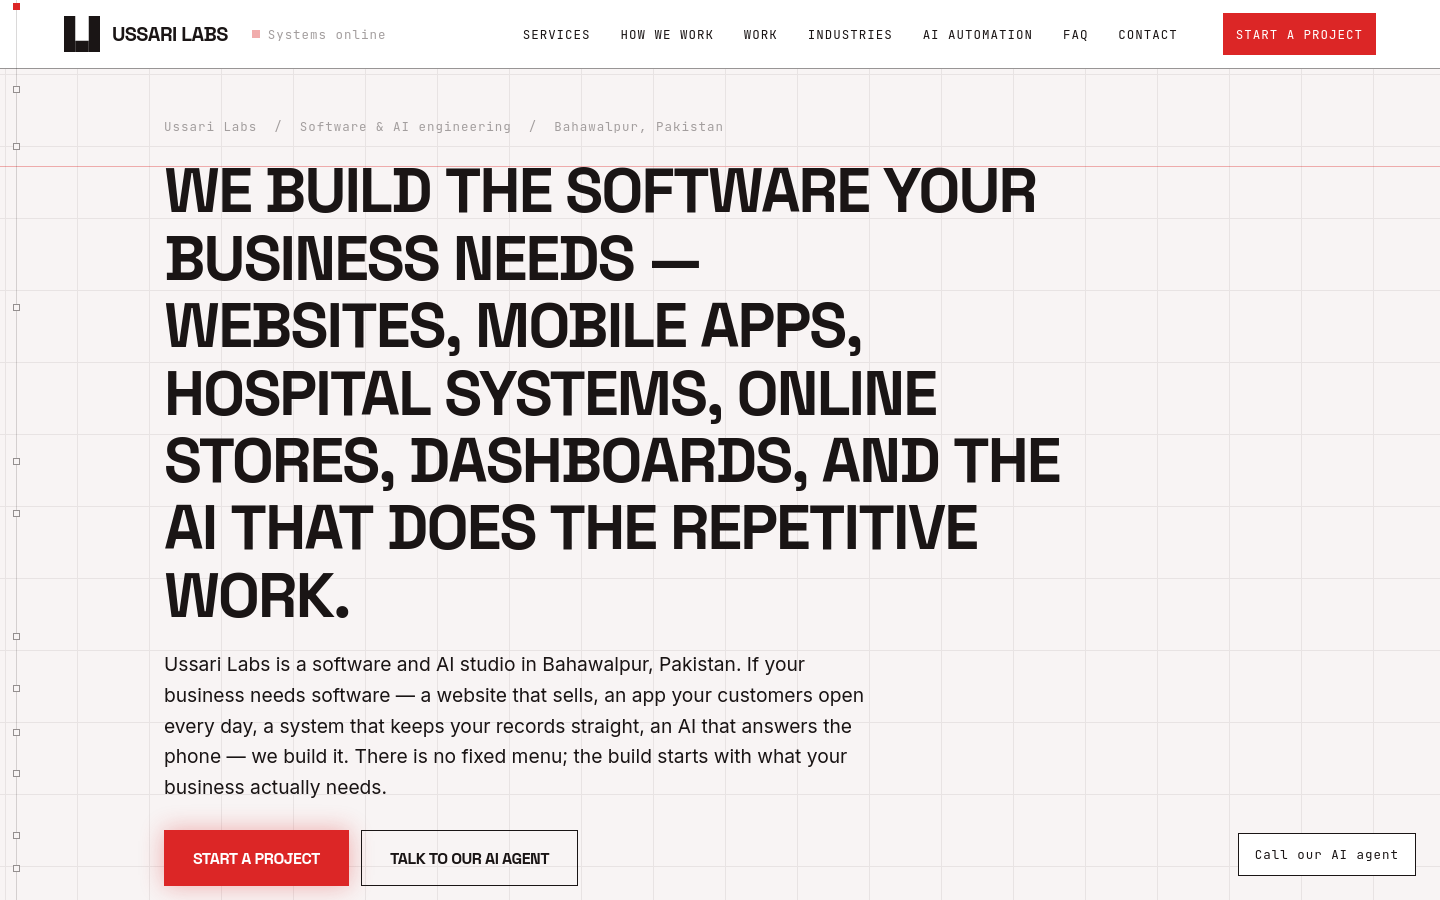 USSARI LABS
Systems online
SERVICES
HOW WE WORK
WORK
INDUSTRIES
AI AUTOMATION
FAQ
CONTACT
START A PROJECT
Ussari Labs / Software & AI engineering / Bahawalpur, Pakistan
WE BUILD THE SOFTWARE YOUR
BUSINESS NEEDS —
WEBSITES, MOBILE APPS,
HOSPITAL SYSTEMS, ONLINE
STORES, DASHBOARDS, AND THE
AI THAT DOES THE REPETITIVE
WORK.
Ussari Labs is a software and AI studio in Bahawalpur, Pakistan. If your
business needs software — a website that sells, an app your customers open
every day, a system that keeps your records straight, an AI that answers the
phone — we build it. There is no fixed menu; the build starts with what your
business actually needs.
START A PROJECT
TALK TO OUR AI AGENT
Call our AI agent